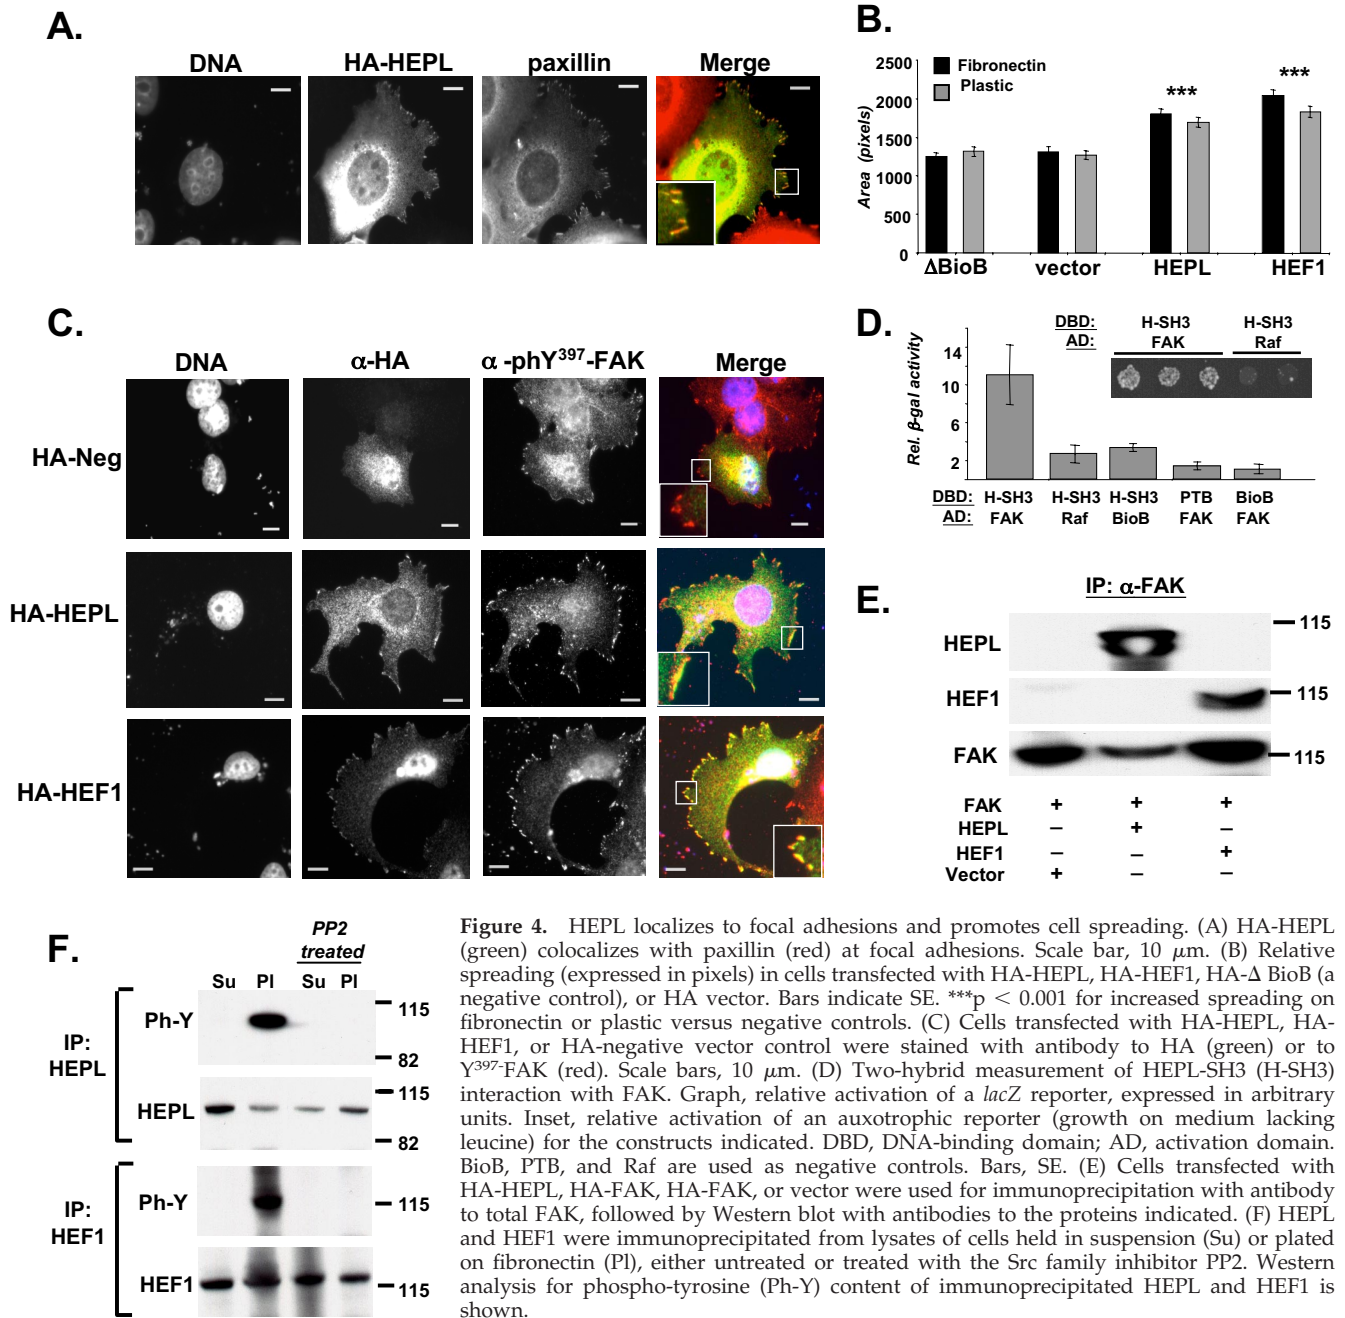 A.
DNA HA-HEPL paxillin Merge
B.
2500
2000
1500
1000
500
0
Area (pixels)
Fibronectin
Plastic
***
***
ΔBioB vector HEPL HEF1
C.
DNA α-HA α-phY397-FAK Merge
HA-Neg
HA-HEPL
HA-HEF1
D.
Rel. β-gal activity
14
10
6
2
DBD: H-SH3 H-SH3
AD: FAK Raf
DBD: H-SH3 H-SH3 H-SH3 PTB BioB
AD: FAK Raf BioB FAK FAK
E.
IP: α-FAK
HEPL 115
HEF1 115
FAK 115
FAK + + +
HEPL – + –
HEF1 – – +
Vector + – –
F.
PP2
treated
Su Pl Su Pl
IP:
HEPL
Ph-Y 115
82
HEPL 115
82
IP:
HEF1
Ph-Y 115
HEF1 115
Figure 4. HEPL localizes to focal adhesions and promotes cell spreading. (A) HA-HEPL
(green) colocalizes with paxillin (red) at focal adhesions. Scale bar, 10 μm. (B) Relative
spreading (expressed in pixels) in cells transfected with HA-HEPL, HA-HEF1, HA-Δ BioB (a
negative control), or HA vector. Bars indicate SE. ***p < 0.001 for increased spreading on
fibronectin or plastic versus negative controls. (C) Cells transfected with HA-HEPL, HA-
HEF1, or HA-negative vector control were stained with antibody to HA (green) or to
Y397-FAK (red). Scale bars, 10 μm. (D) Two-hybrid measurement of HEPL-SH3 (H-SH3)
interaction with FAK. Graph, relative activation of a lacZ reporter, expressed in arbitrary
units. Inset, relative activation of an auxotrophic reporter (growth on medium lacking
leucine) for the constructs indicated. DBD, DNA-binding domain; AD, activation domain.
BioB, PTB, and Raf are used as negative controls. Bars, SE. (E) Cells transfected with
HA-HEPL, HA-FAK, HA-FAK, or vector were used for immunoprecipitation with antibody
to total FAK, followed by Western blot with antibodies to the proteins indicated. (F) HEPL
and HEF1 were immunoprecipitated from lysates of cells held in suspension (Su) or plated
on fibronectin (Pl), either untreated or treated with the Src family inhibitor PP2. Western
analysis for phospho-tyrosine (Ph-Y) content of immunoprecipitated HEPL and HEF1 is
shown.